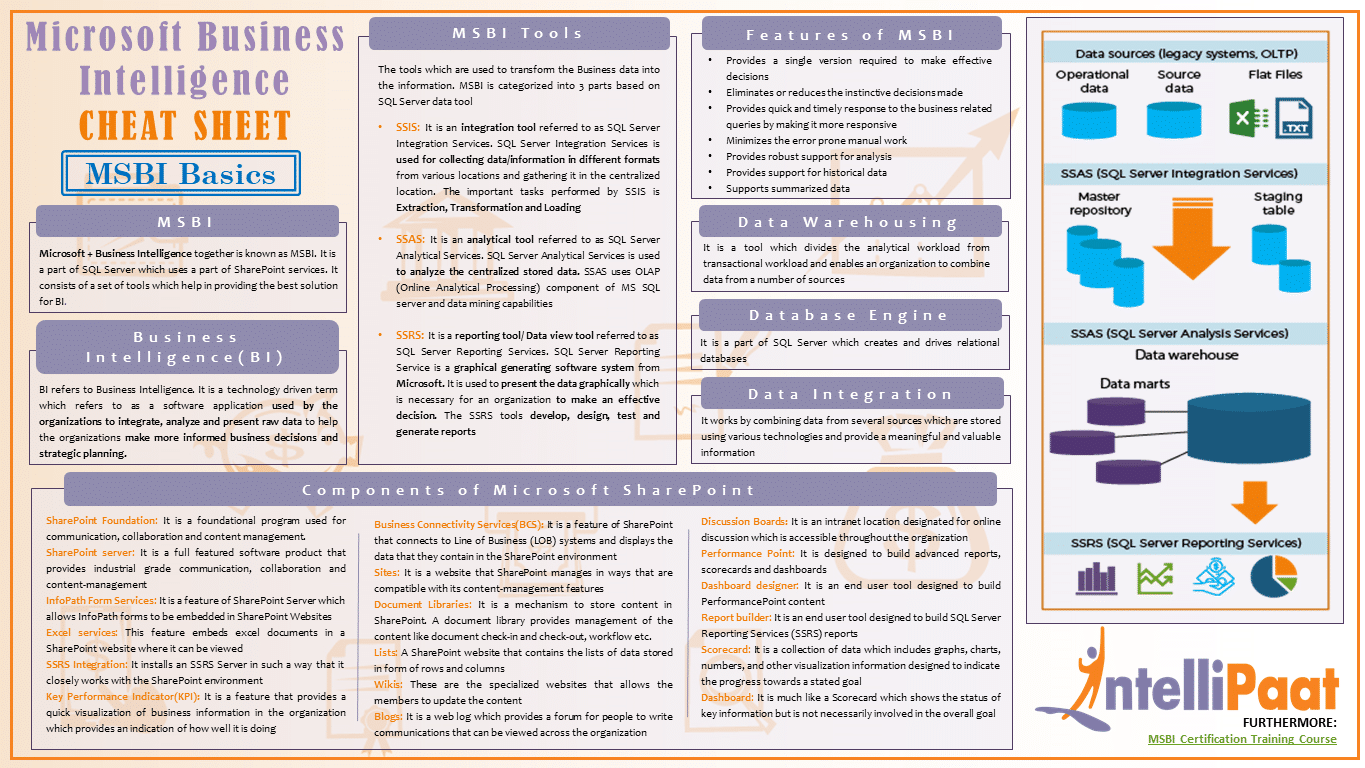 Microsoft Business
Intelligence
CHEAT SHEET
MSBI Basics
MSBI
Microsoft + Business Intelligence together is known as MSBI. It is
a part of SQL Server which uses a part of SharePoint services. It
consists of a set of tools which help in providing the best solution
for BI.
Business
Intelligence(BI)
BI refers to Business Intelligence. It is a technology driven term
which refers to as a software application used by the
organizations to integrate, analyze and present raw data to help
the organizations make more informed business decisions and
strategic planning.
MSBI Tools
The tools which are used to transform the Business data into
the information. MSBI is categorized into 3 parts based on
SQL Server data tool
• SSIS: It is an integration tool referred to as SQL Server
Integration Services. SQL Server Integration Services is
used for collecting data/information in different formats
from various locations and gathering it in the centralized
location. The important tasks performed by SSIS is
Extraction, Transformation and Loading
• SSAS: It is an analytical tool referred to as SQL Server
Analytical Services. SQL Server Analytical Services is used
to analyze the centralized stored data. SSAS uses OLAP
(Online Analytical Processing) component of MS SQL
server and data mining capabilities
• SSRS: It is a reporting tool/ Data view tool referred to as
SQL Server Reporting Services. SQL Server Reporting
Service is a graphical generating software system from
Microsoft. It is used to present the data graphically which
is necessary for an organization to make an effective
decision. The SSRS tools develop, design, test and
generate reports
Features of MSBI
• Provides a single version required to make effective
decisions
• Eliminates or reduces the instinctive decisions made
• Provides quick and timely response to the business related
queries by making it more responsive
• Minimizes the error prone manual work
• Provides robust support for analysis
• Provides support for historical data
• Supports summarized data
Data Warehousing
It is a tool which divides the analytical workload from
transactional workload and enables an organization to combine
data from a number of sources
Database Engine
It is a part of SQL Server which creates and drives relational
databases
Data Integration
It works by combining data from several sources which are stored
using various technologies and provide a meaningful and valuable
information
Components of Microsoft SharePoint
SharePoint Foundation: It is a foundational program used for
communication, collaboration and content management.
SharePoint server: It is a full featured software product that
provides industrial grade communication, collaboration and
content-management
InfoPath Form Services: It is a feature of SharePoint Server which
allows InfoPath forms to be embedded in SharePoint Websites
Excel services: This feature embeds excel documents in a
SharePoint website where it can be viewed
SSRS Integration: It installs an SSRS Server in such a way that it
closely works with the SharePoint environment
Key Performance Indicator(KPI): It is a feature that provides a
quick visualization of business information in the organization
which provides an indication of how well it is doing
Business Connectivity Services(BCS): It is a feature of SharePoint
that connects to Line of Business (LOB) systems and displays the
data that they contain in the SharePoint environment
Sites: It is a website that SharePoint manages in ways that are
compatible with its content-management features
Document Libraries: It is a mechanism to store content in
SharePoint. A document library provides management of the
content like document check-in and check-out, workflow etc.
Lists: A SharePoint website that contains the lists of data stored
in form of rows and columns
Wikis: These are the specialized websites that allows the
members to update the content
Blogs: It is a web log which provides a forum for people to write
communications that can be viewed across the organization
Discussion Boards: It is an intranet location designated for online
discussion which is accessible throughout the organization
Performance Point: It is designed to build advanced reports,
scorecards and dashboards
Dashboard designer: It is an end user tool designed to build
PerformancePoint content
Report builder: It is an end user tool designed to build SQL Server
Reporting Services (SSRS) reports
Scorecard: It is a collection of data which includes graphs, charts,
numbers, and other visualization information designed to indicate
the progress towards a stated goal
Dashboard: It is much like a Scorecard which shows the status of
key information but is not necessarily involved in the overall goal
Data sources (legacy systems, OLTP)
Operational
data
Source
data
Flat Files
X
.TXT
SSAS (SQL Server Integration Services)
Master
repository
Staging
table
SSAS (SQL Server Analysis Services)
Data warehouse
Data marts
SSRS (SQL Server Reporting Services)
IntelliPaat
FURTHERMORE:
MSBI Certification Training Course